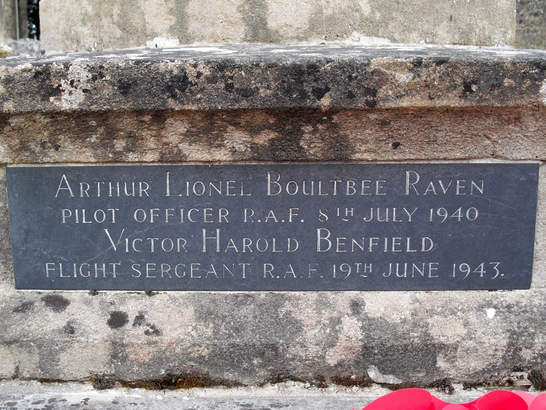 Arthur Lionel Boultbee Raven
PILOT OFFICER R.A.F. 8TH JULY 1940
Victor Harold Benfield
FLIGHT SERGEANT R.A.F. 19TH JUNE 1943.